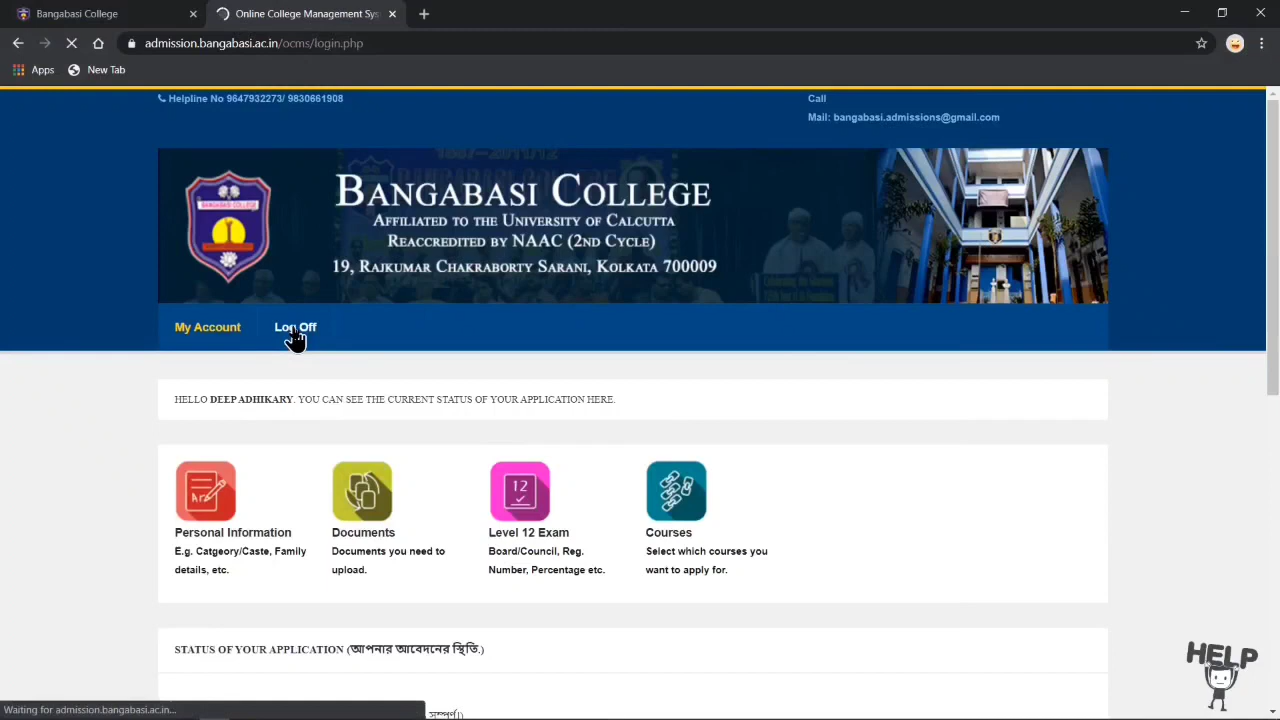 Bangabasi College
Online College Management Sys
admission.bangabasi.ac.in/ocms/login.php
Apps
New Tab
Helpline No 9647932273/ 9830661908
Call
Mail: bangabasi.admissions@gmail.com
BANGABASI COLLEGE
AFFILIATED TO THE UNIVERSITY OF CALCUTTA
REACCREDITED BY NAAC (2ND CYCLE)
19, RAJKUMAR CHAKRABORTY SARANI, KOLKATA 700009
My Account
Log Off
HELLO DEEP ADHIKARY. YOU CAN SEE THE CURRENT STATUS OF YOUR APPLICATION HERE.
12
Personal Information
E.g. Catgeory/Caste, Family
details, etc.
Documents
Documents you need to
upload.
Level 12 Exam
Board/Council, Reg.
Number, Percentage etc.
Courses
Select which courses you
want to apply for.
STATUS OF YOUR APPLICATION (আপনার আবেদনের স্থিতি.)
HELP
Waiting for admission.bangabasi.ac.in...